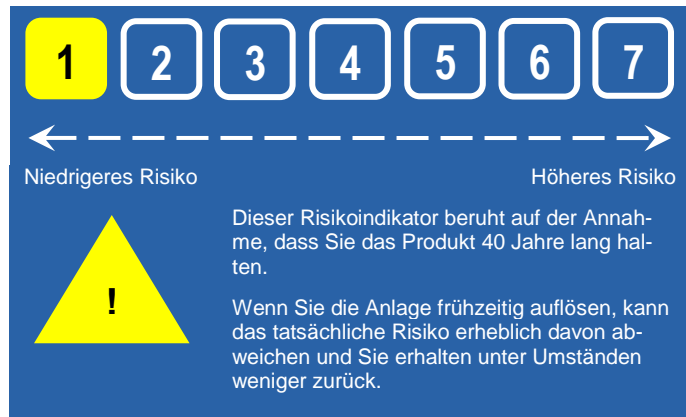 1 2 3 4 5 6 7
Niedrigeres Risiko Höheres Risiko
!
Dieser Risikoindikator beruht auf der Annah-
me, dass Sie das Produkt 40 Jahre lang hal-
ten.
Wenn Sie die Anlage frühzeitig auflösen, kann
das tatsächliche Risiko erheblich davon ab-
weichen und Sie erhalten unter Umständen
weniger zurück.